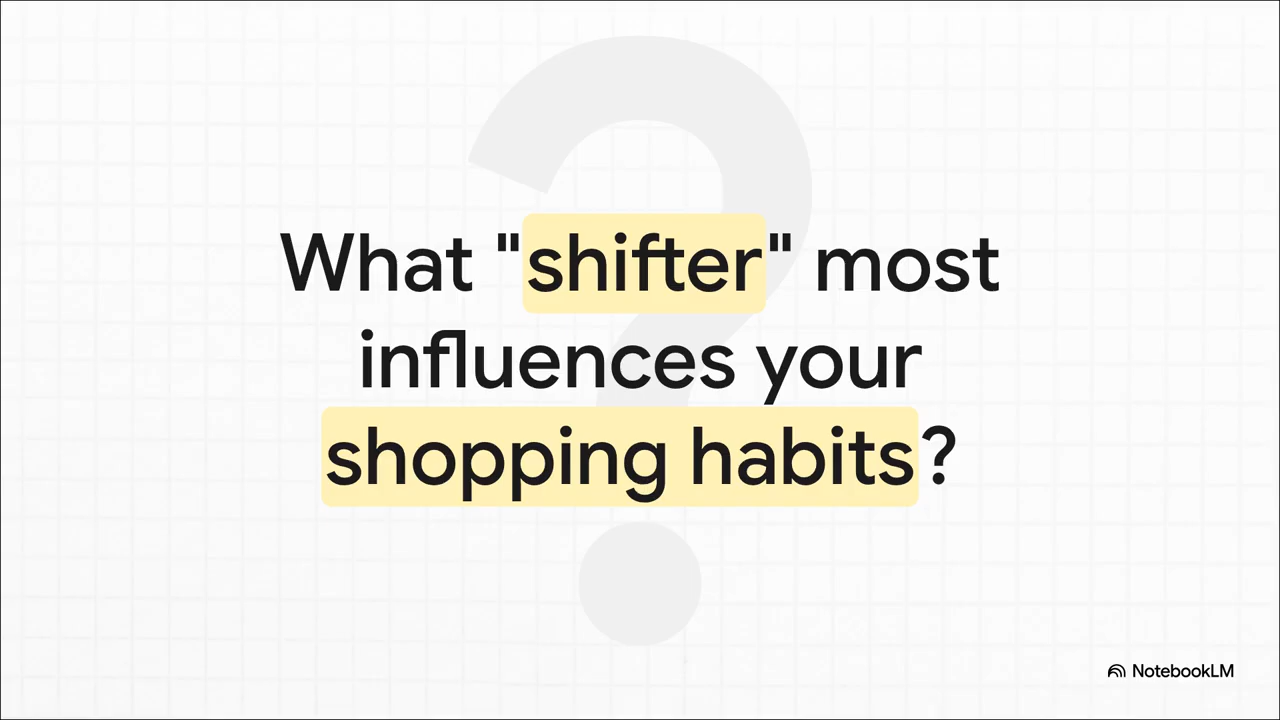 What "shifter" most
influences your
shopping habits?
NotebookLM